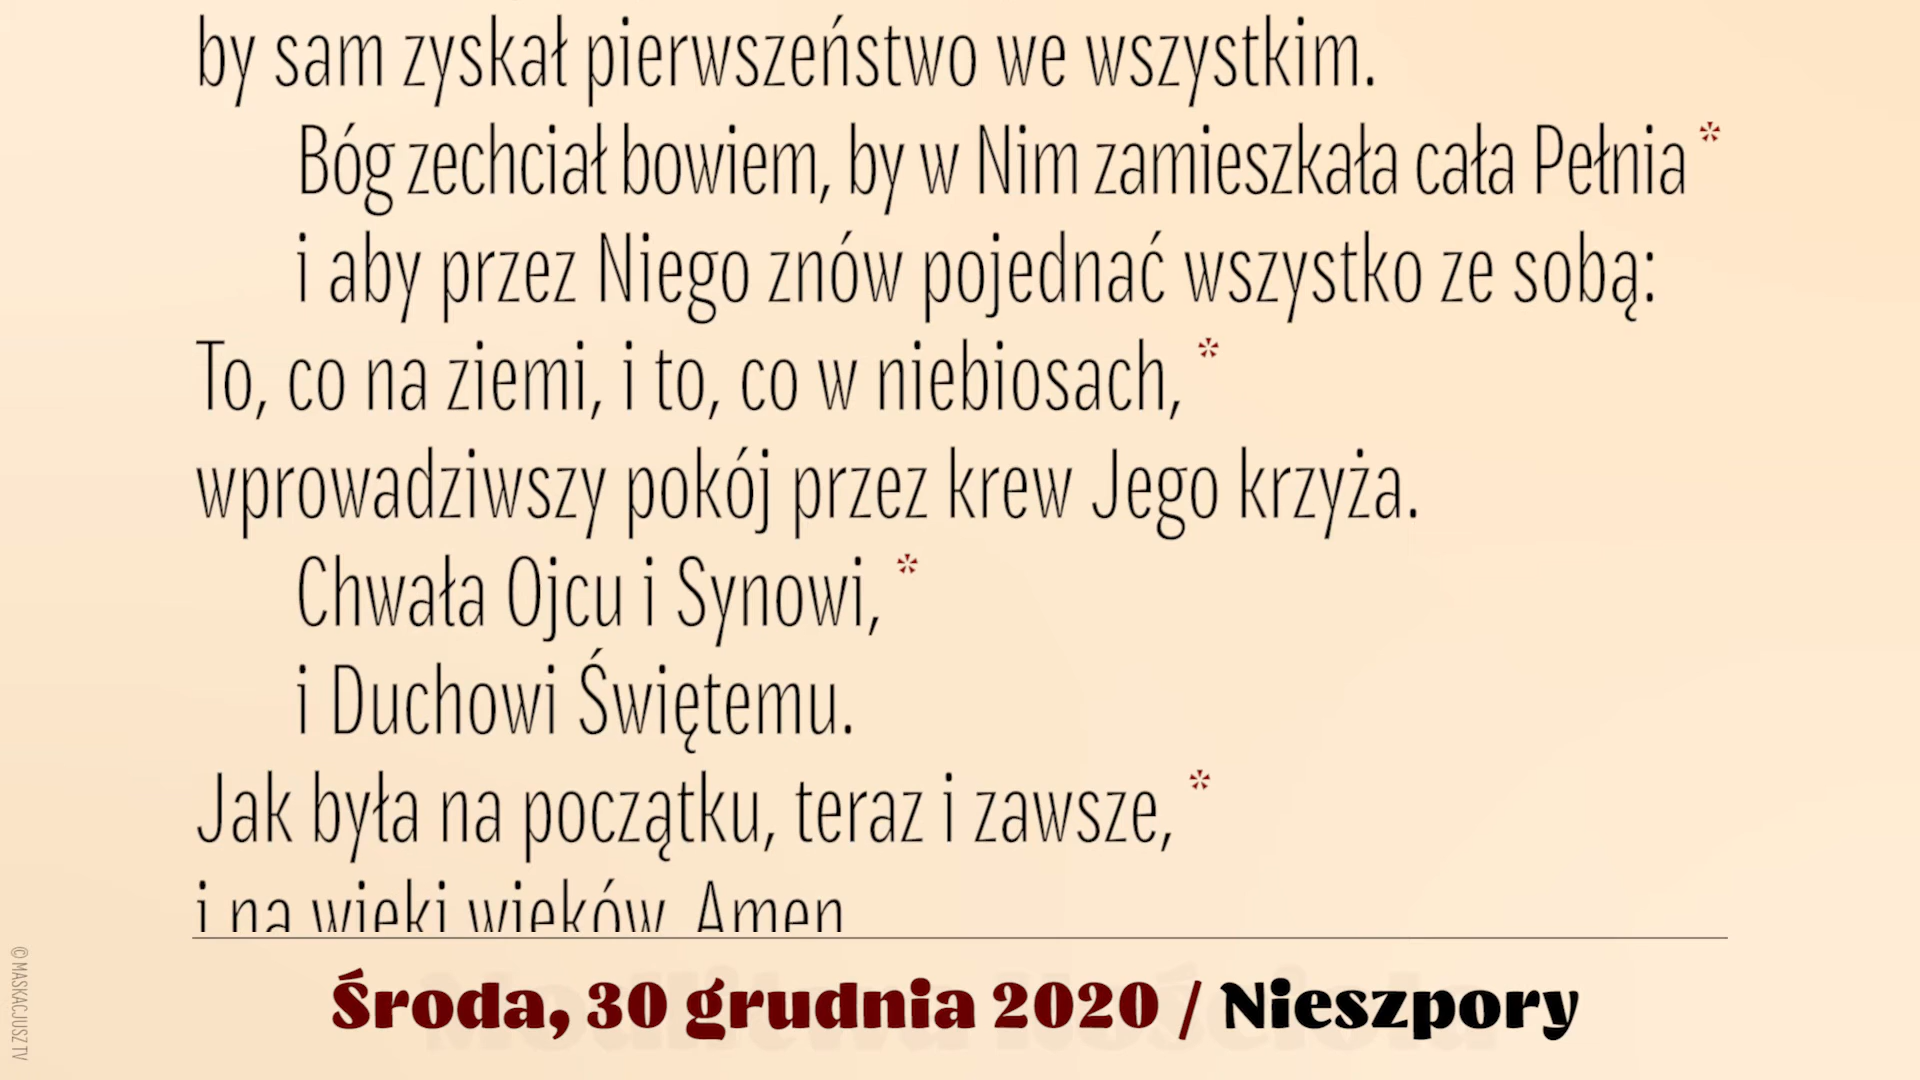 by sam zyskał pierwszeństwo we wszystkim.
Bóg zechciał bowiem, by w Nim zamieszkała cała Pełnia *
i aby przez Niego znów pojednać wszystko ze sobą:
To, co na ziemi, i to, co w niebiosach, *
wprowadziwszy pokój przez krew Jego krzyża.
Chwała Ojcu i Synowi, *
i Duchowi Świętemu.
Jak była na początku, teraz i zawsze, *
i na wieki wieków. Amen
Środa, 30 grudnia 2020 / Nieszpory
© MASKACJUSZ TV